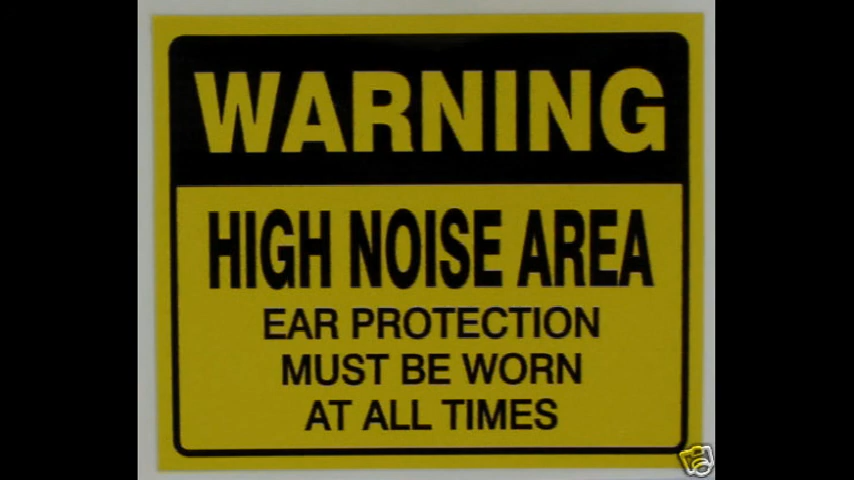 WARNING
HIGH NOISE AREA
EAR PROTECTION
MUST BE WORN
AT ALL TIMES